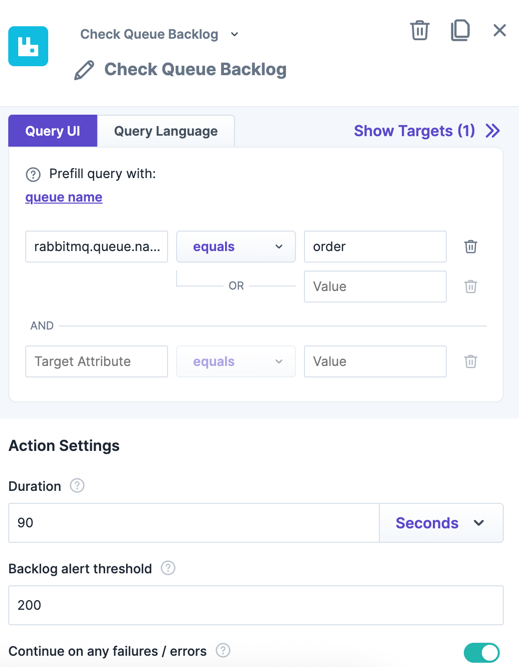 Check Queue Backlog
Check Queue Backlog
Query UI Query Language Show Targets (1)
? Prefill query with:
queue name
rabbitmq.queue.na... equals order
OR Value
AND
Target Attribute equals Value
Action Settings
Duration ?
90 Seconds
Backlog alert threshold ?
200
Continue on any failures / errors ?